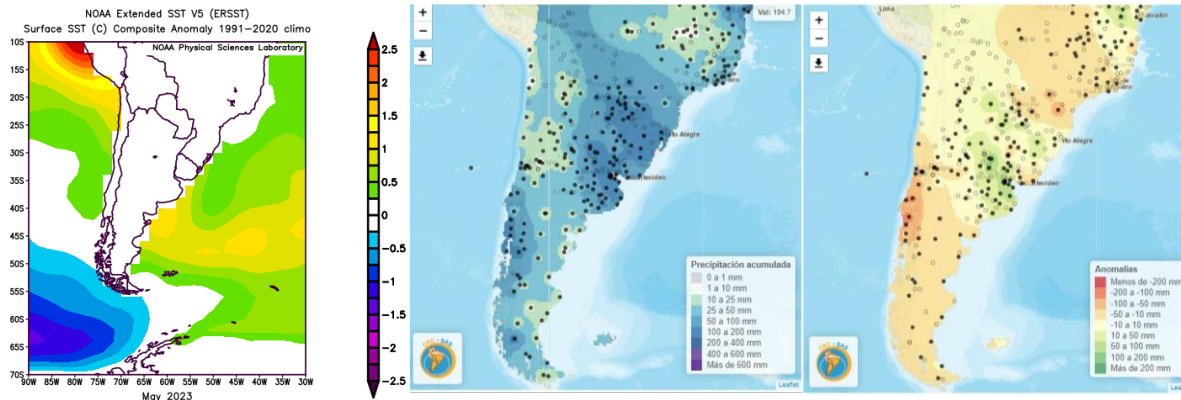 NOAA Extended SST V5 (ERSST)
Surface SST (C) Composite Anomaly 1991-2020 climo
NOAA Physical Sciences Laboratory
10S
15S
20S
25S
30S
35S
40S
45S
50S
55S
60S
65S
70S
90W 85W 80W 75W 70W 65W 60W 55W 50W 45W 40W 35W 30W
May 2023
2.5
2
1.5
1
0.5
0
-0.5
-1
-1.5
-2
-2.5
+
−
Val: 194.7
Alegre
Precipitación acumulada
0 a 1 mm
1 a 10 mm
10 a 25 mm
25 a 50 mm
50 a 100 mm
100 a 200 mm
200 a 400 mm
400 a 600 mm
Más de 600 mm
Leaflet
+
−
Lima
Alegre
Anomalías
Menos de -200 mm
-200 a -100 mm
-100 a -50 mm
-50 a -10 mm
-10 a 10 mm
10 a 50 mm
50 a 100 mm
100 a 200 mm
Más de 200 mm